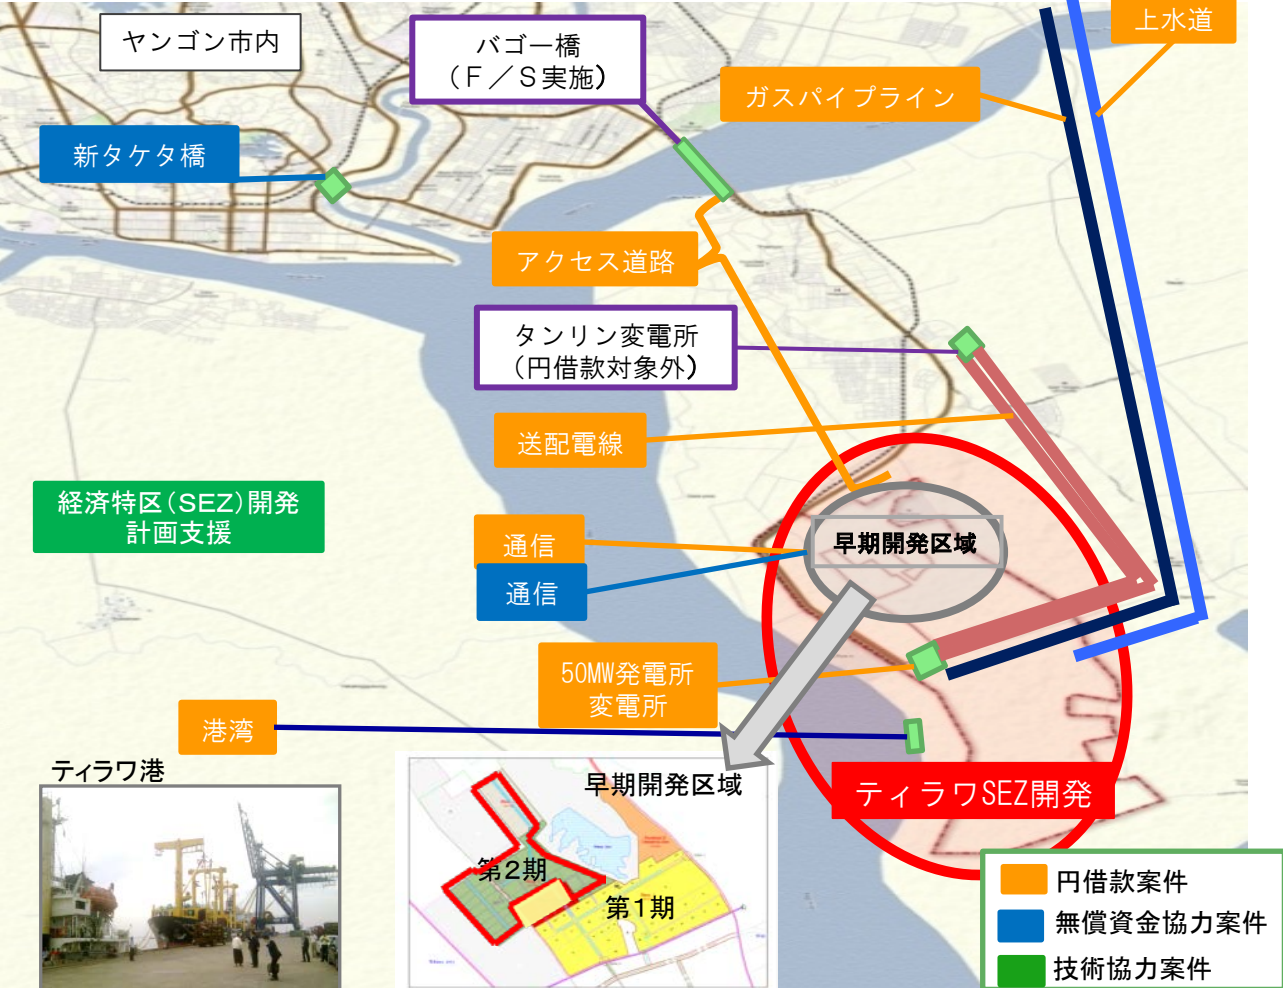 上水道
ヤンゴン市内
バゴー橋
(F／S実施)
ガスパイプライン
新タケタ橋
アクセス道路
タンリン変電所
(円借款対象外)
送配電線
経済特区(SEZ)開発
計画支援
通信
通信
早期開発区域
50MW発電所
変電所
港湾
ティラワSEZ開発
ティラワ港
早期開発区域
第2期
第1期
円借款案件
無償資金協力案件
技術協力案件